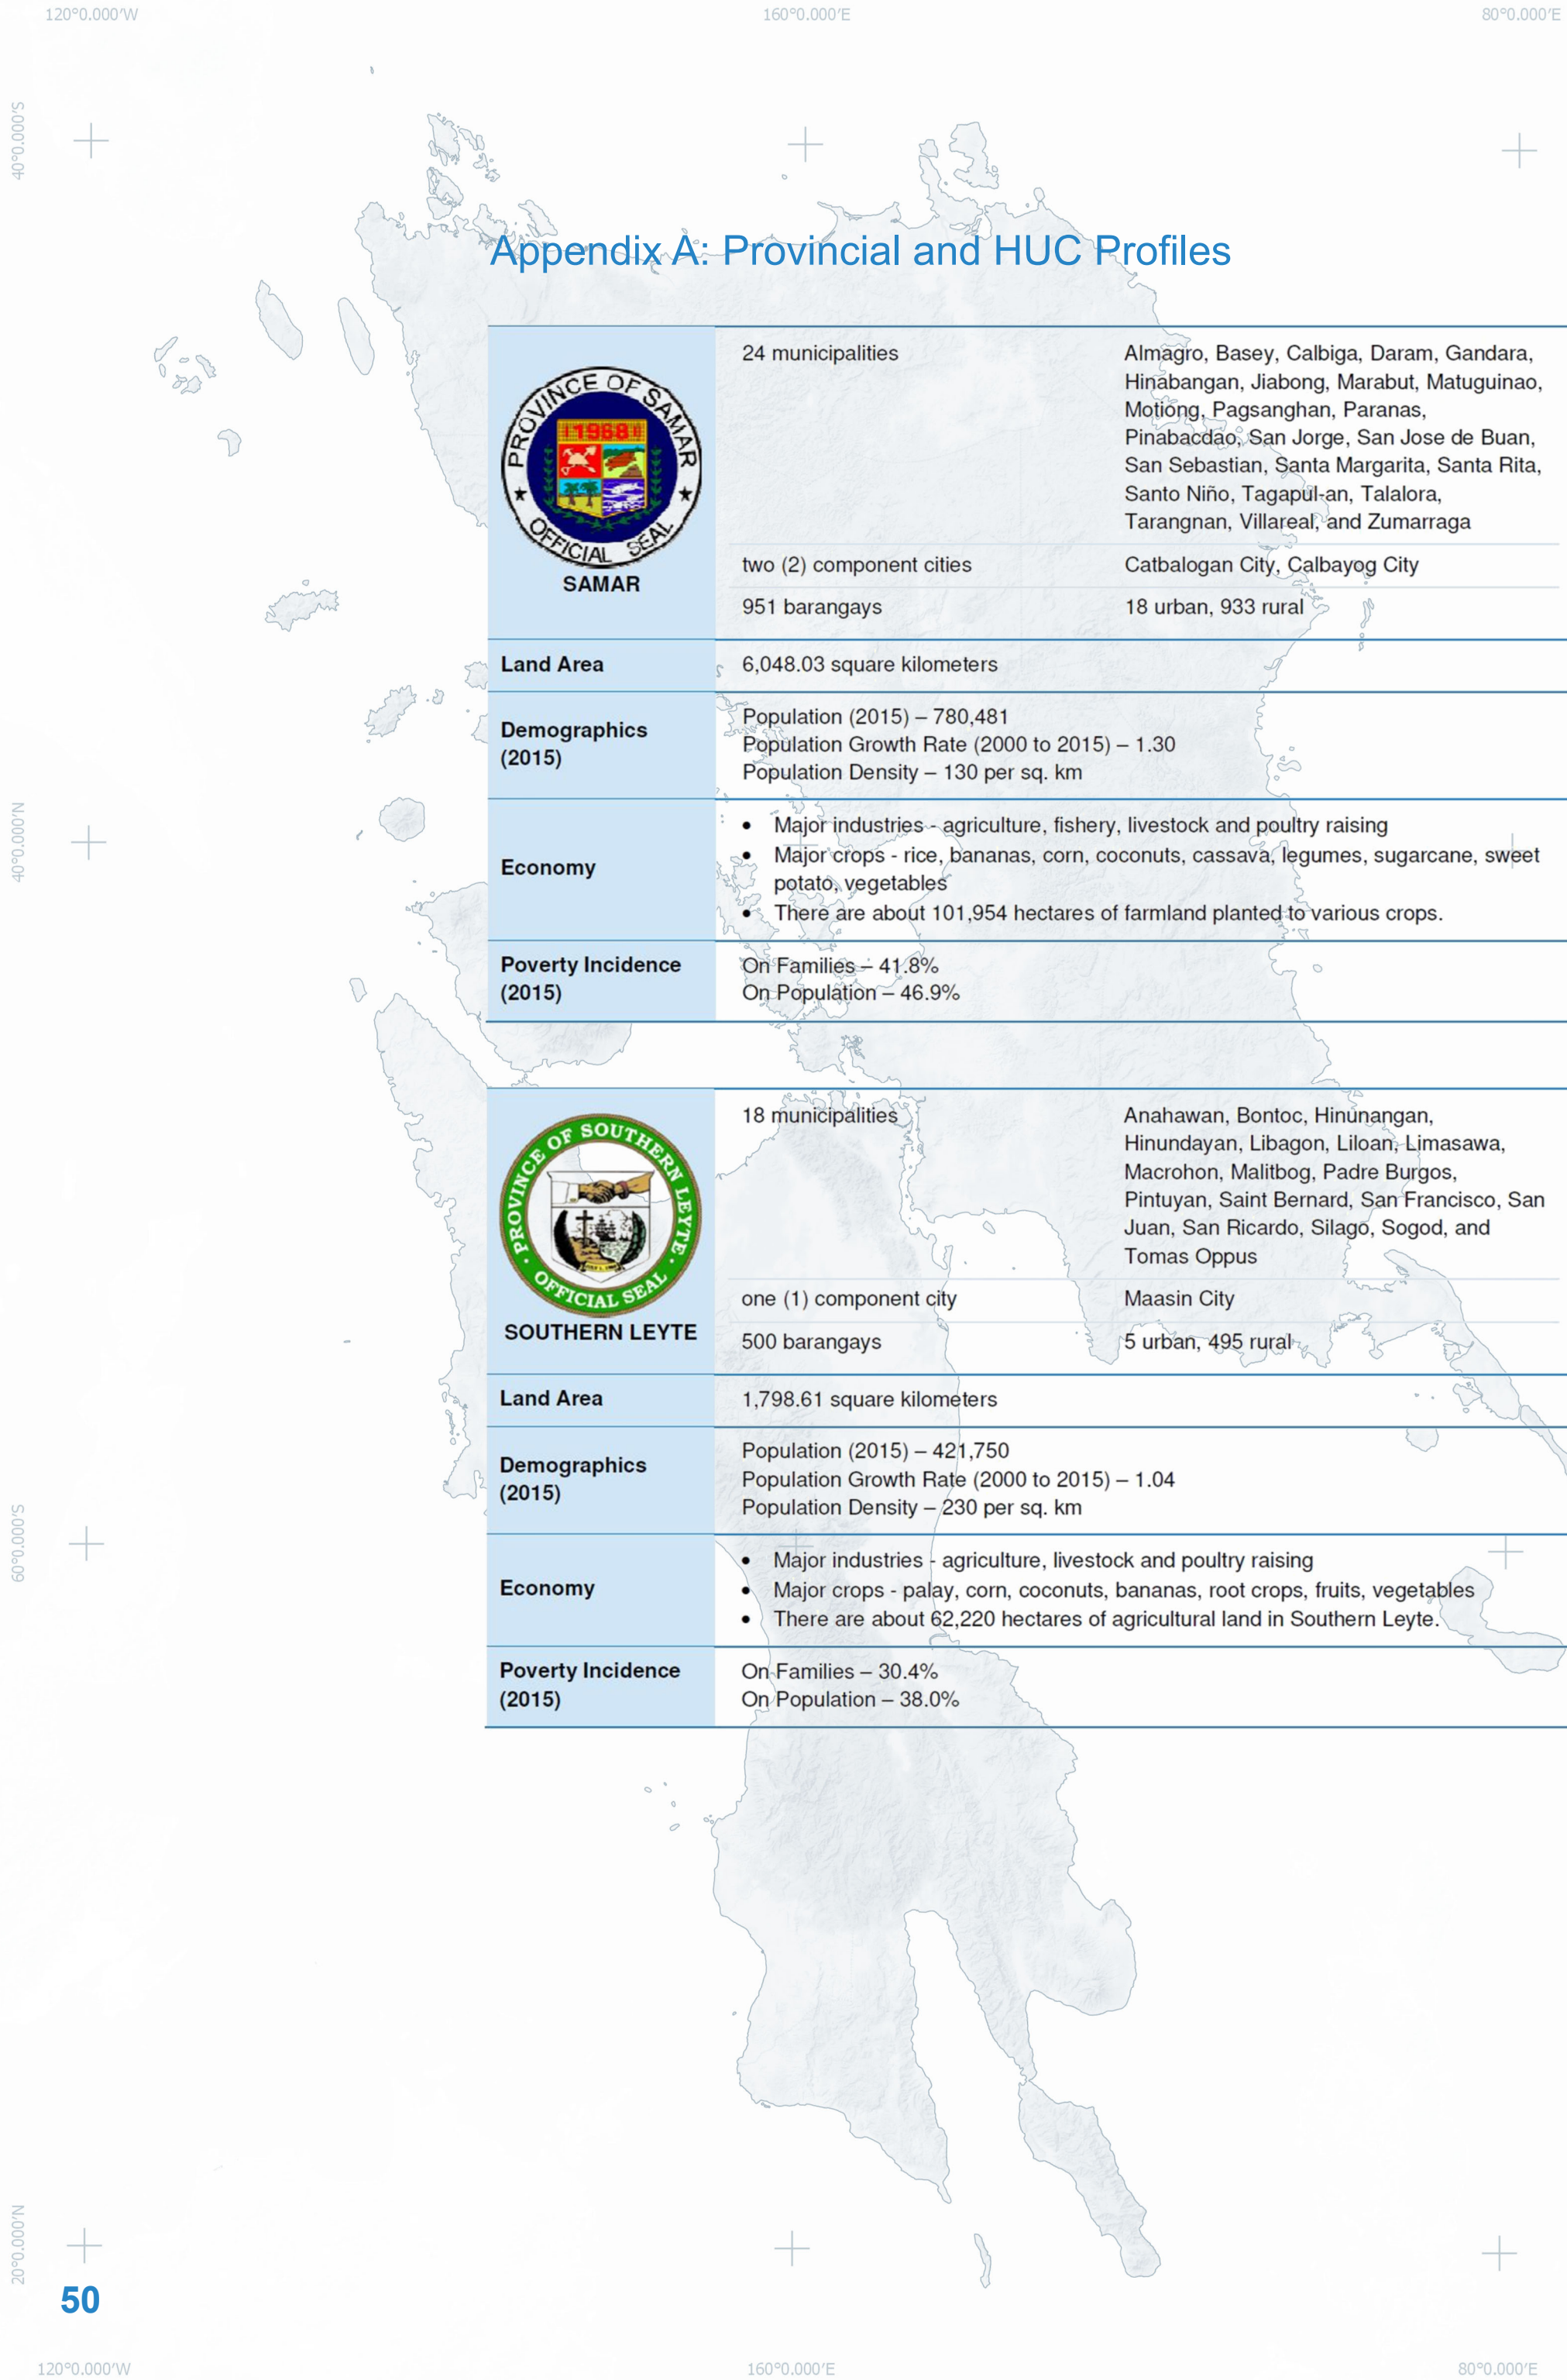 120°0.000'W
160°0.000'E
80°0.000'E
40°0.000'S
Appendix A: Provincial and HUC Profiles
PROVINCE OF SAMAR
1968
OFFICIAL SEAL
SAMAR
24 municipalities
Almagro, Basey, Calbiga, Daram, Gandara,
Hinabangan, Jiabong, Marabut, Matuguinao,
Motiong, Pagsanghan, Paranas,
Pinabacdao, San Jorge, San Jose de Buan,
San Sebastian, Santa Margarita, Santa Rita,
Santo Niño, Tagapul-an, Talalora,
Tarangnan, Villareal, and Zumarraga
two (2) component cities
Catbalogan City, Calbayog City
951 barangays
18 urban, 933 rural
Land Area
6,048.03 square kilometers
Demographics
(2015)
Population (2015) – 780,481
Population Growth Rate (2000 to 2015) – 1.30
Population Density – 130 per sq. km
40°0.000'N
Economy
• Major industries - agriculture, fishery, livestock and poultry raising
• Major crops - rice, bananas, corn, coconuts, cassava, legumes, sugarcane, sweet
potato, vegetables
• There are about 101,954 hectares of farmland planted to various crops.
Poverty Incidence
(2015)
On Families – 41.8%
On Population – 46.9%
PROVINCE OF SOUTHERN LEYTE
OFFICIAL SEAL
SOUTHERN LEYTE
18 municipalities
Anahawan, Bontoc, Hinunangan,
Hinundayan, Libagon, Liloan, Limasawa,
Macrohon, Malitbog, Padre Burgos,
Pintuyan, Saint Bernard, San Francisco, San
Juan, San Ricardo, Silago, Sogod, and
Tomas Oppus
one (1) component city
Maasin City
500 barangays
5 urban, 495 rural
Land Area
1,798.61 square kilometers
Demographics
(2015)
Population (2015) – 421,750
Population Growth Rate (2000 to 2015) – 1.04
Population Density – 230 per sq. km
60°0.000'S
Economy
• Major industries - agriculture, livestock and poultry raising
• Major crops - palay, corn, coconuts, bananas, root crops, fruits, vegetables
• There are about 62,220 hectares of agricultural land in Southern Leyte.
Poverty Incidence
(2015)
On Families – 30.4%
On Population – 38.0%
20°0.000'N
50
120°0.000'W
160°0.000'E
80°0.000'E